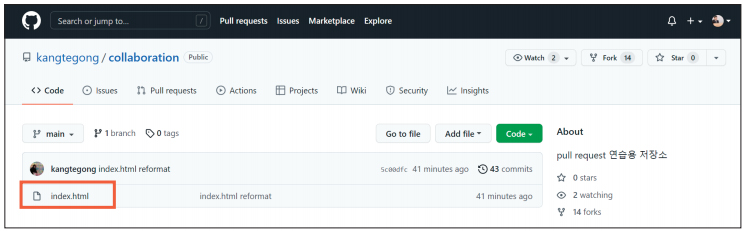 Search or jump to... / Pull requests Issues Marketplace Explore
kangtegong / collaboration Public Watch 2 Fork 14 Star 0
<> Code Issues Pull requests Actions Projects Wiki Security Insights
main 1 branch 0 tags Go to file Add file Code About
pull request 연습용 저장소
kangtegong index.html reformat 5c00dfc 41 minutes ago 43 commits
0 stars
index.html index.html reformat 41 minutes ago
2 watching
14 forks